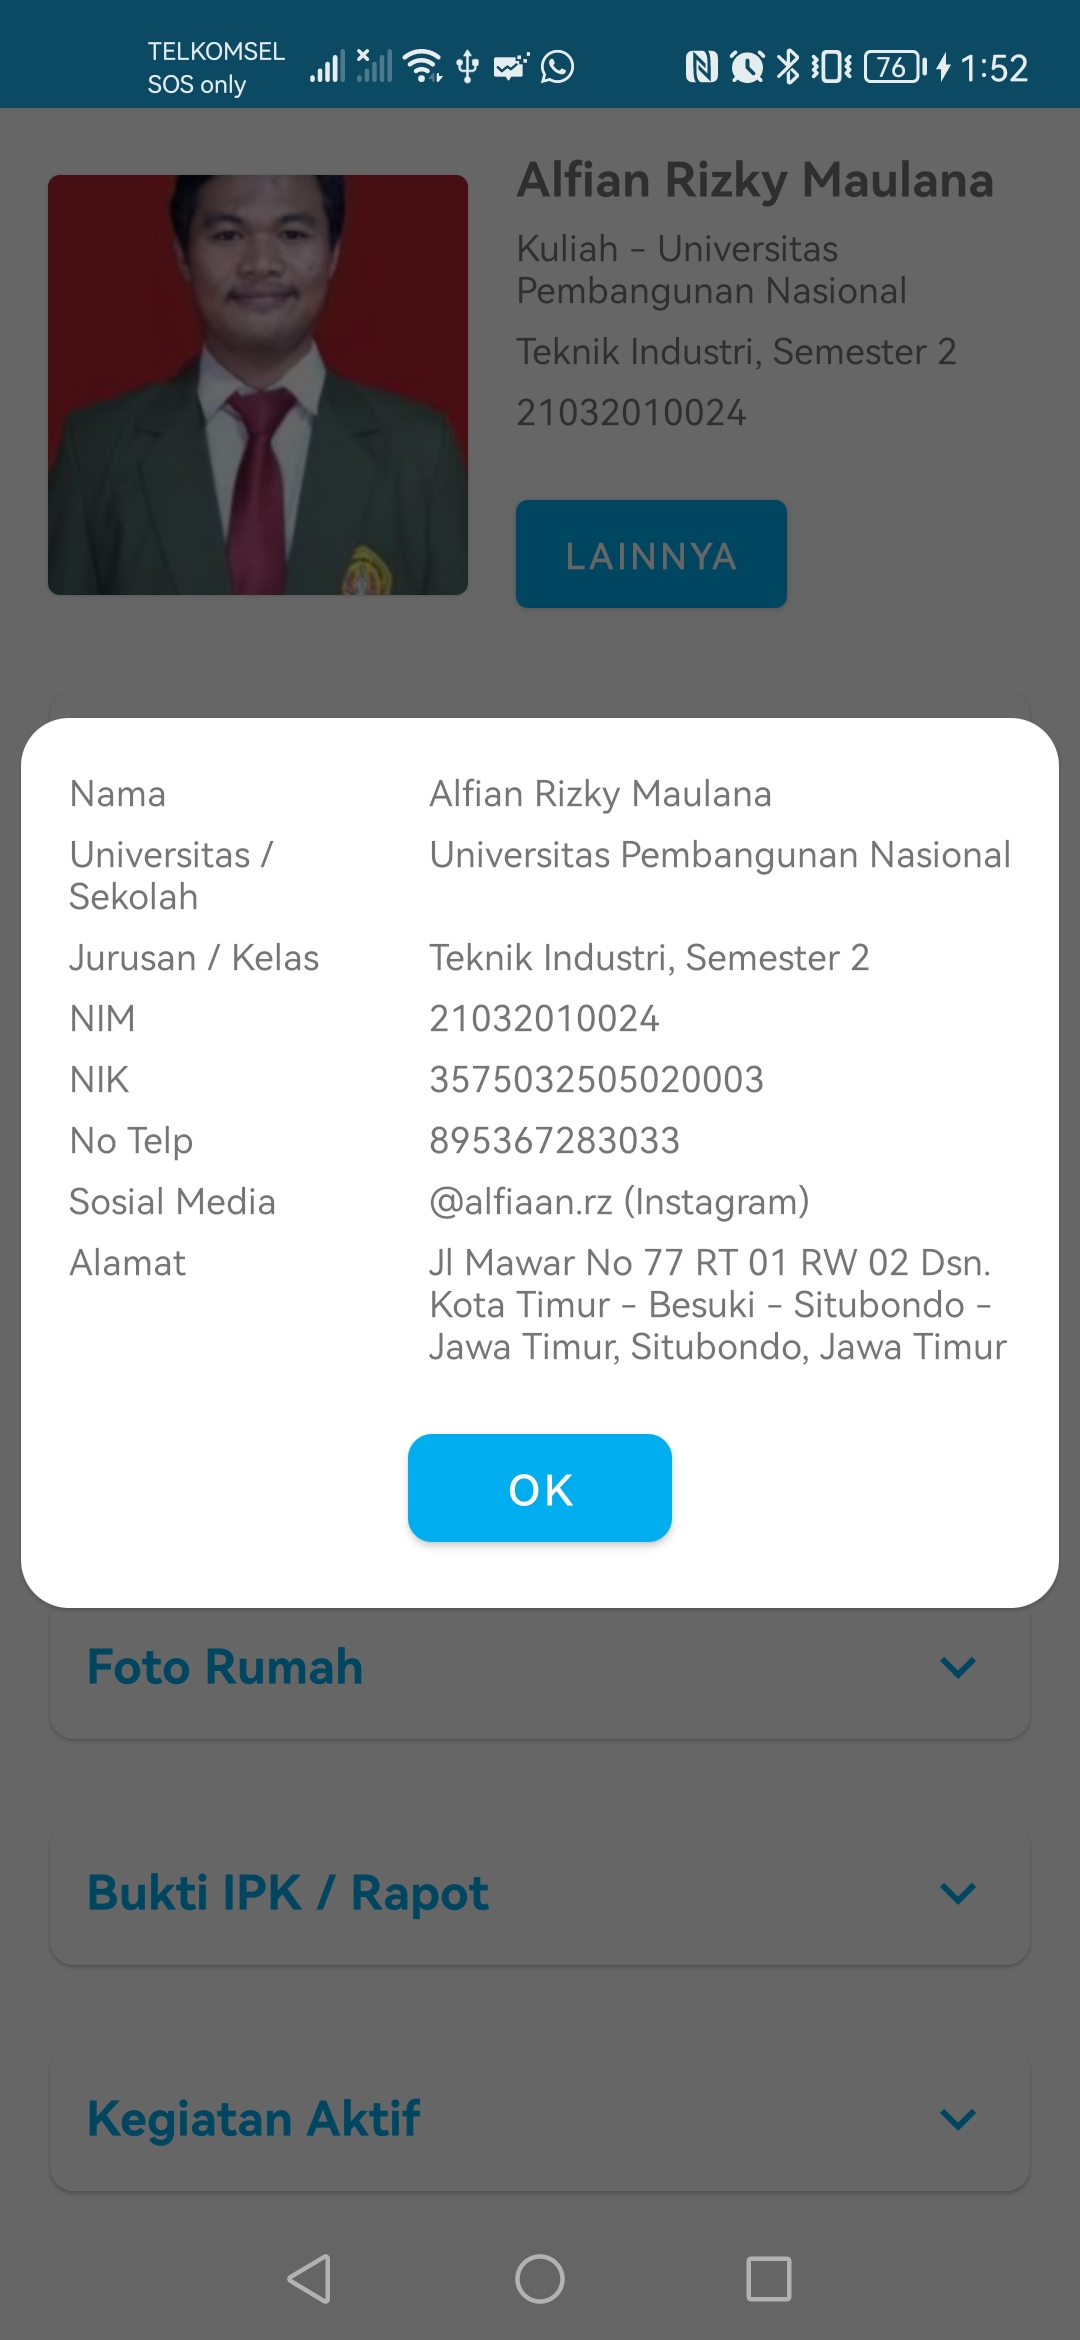 TELKOMSEL
SOS only
76
1:52
Alfian Rizky Maulana
Kuliah - Universitas
Pembangunan Nasional
Teknik Industri, Semester 2
21032010024
LAINNYA
Nama Alfian Rizky Maulana
Universitas / Universitas Pembangunan Nasional
Sekolah
Jurusan / Kelas Teknik Industri, Semester 2
NIM 21032010024
NIK 3575032505020003
No Telp 895367283033
Sosial Media @alfiaan.rz (Instagram)
Alamat Jl Mawar No 77 RT 01 RW 02 Dsn.
Kota Timur - Besuki - Situbondo -
Jawa Timur, Situbondo, Jawa Timur
OK
Foto Rumah
Bukti IPK / Rapot
Kegiatan Aktif